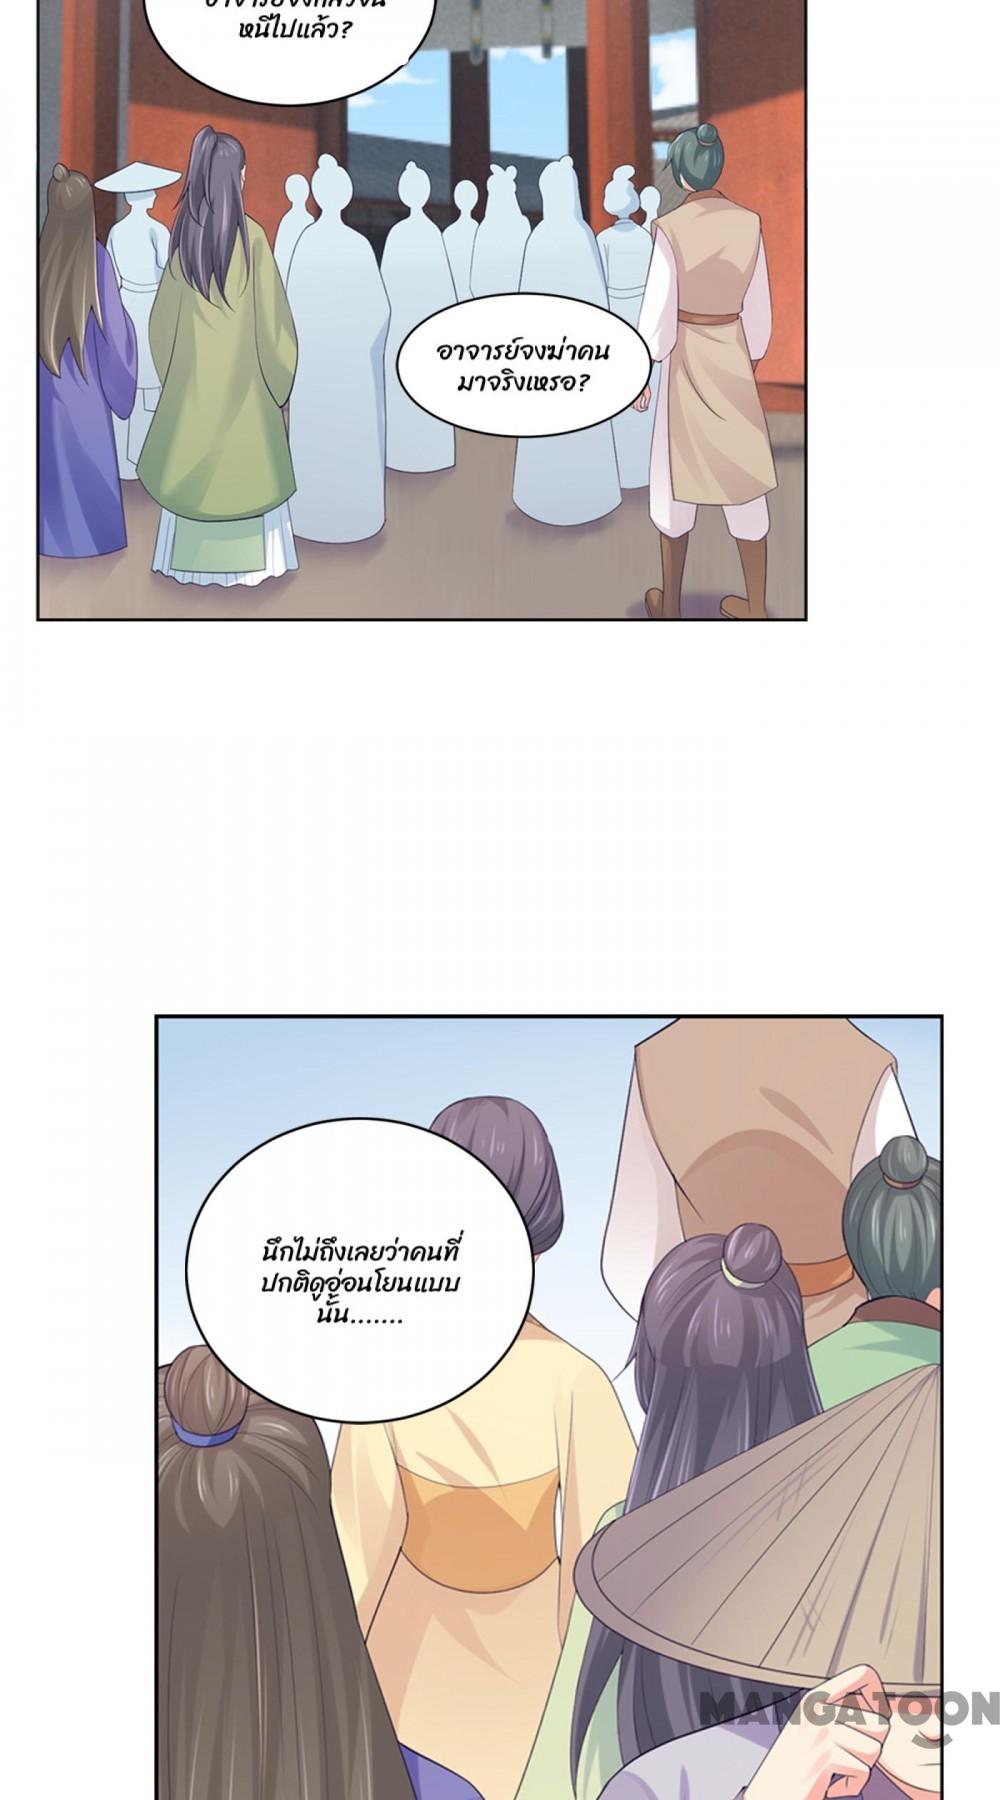 หนีไปแล้ว?
อาจารย์จงฆ่าคน
มาจริงเหรอ?
นึกไม่ถึงเลยว่าคนที่
ปกติดูอ่อนโยนแบบ
นั้น.......
MANGATOON